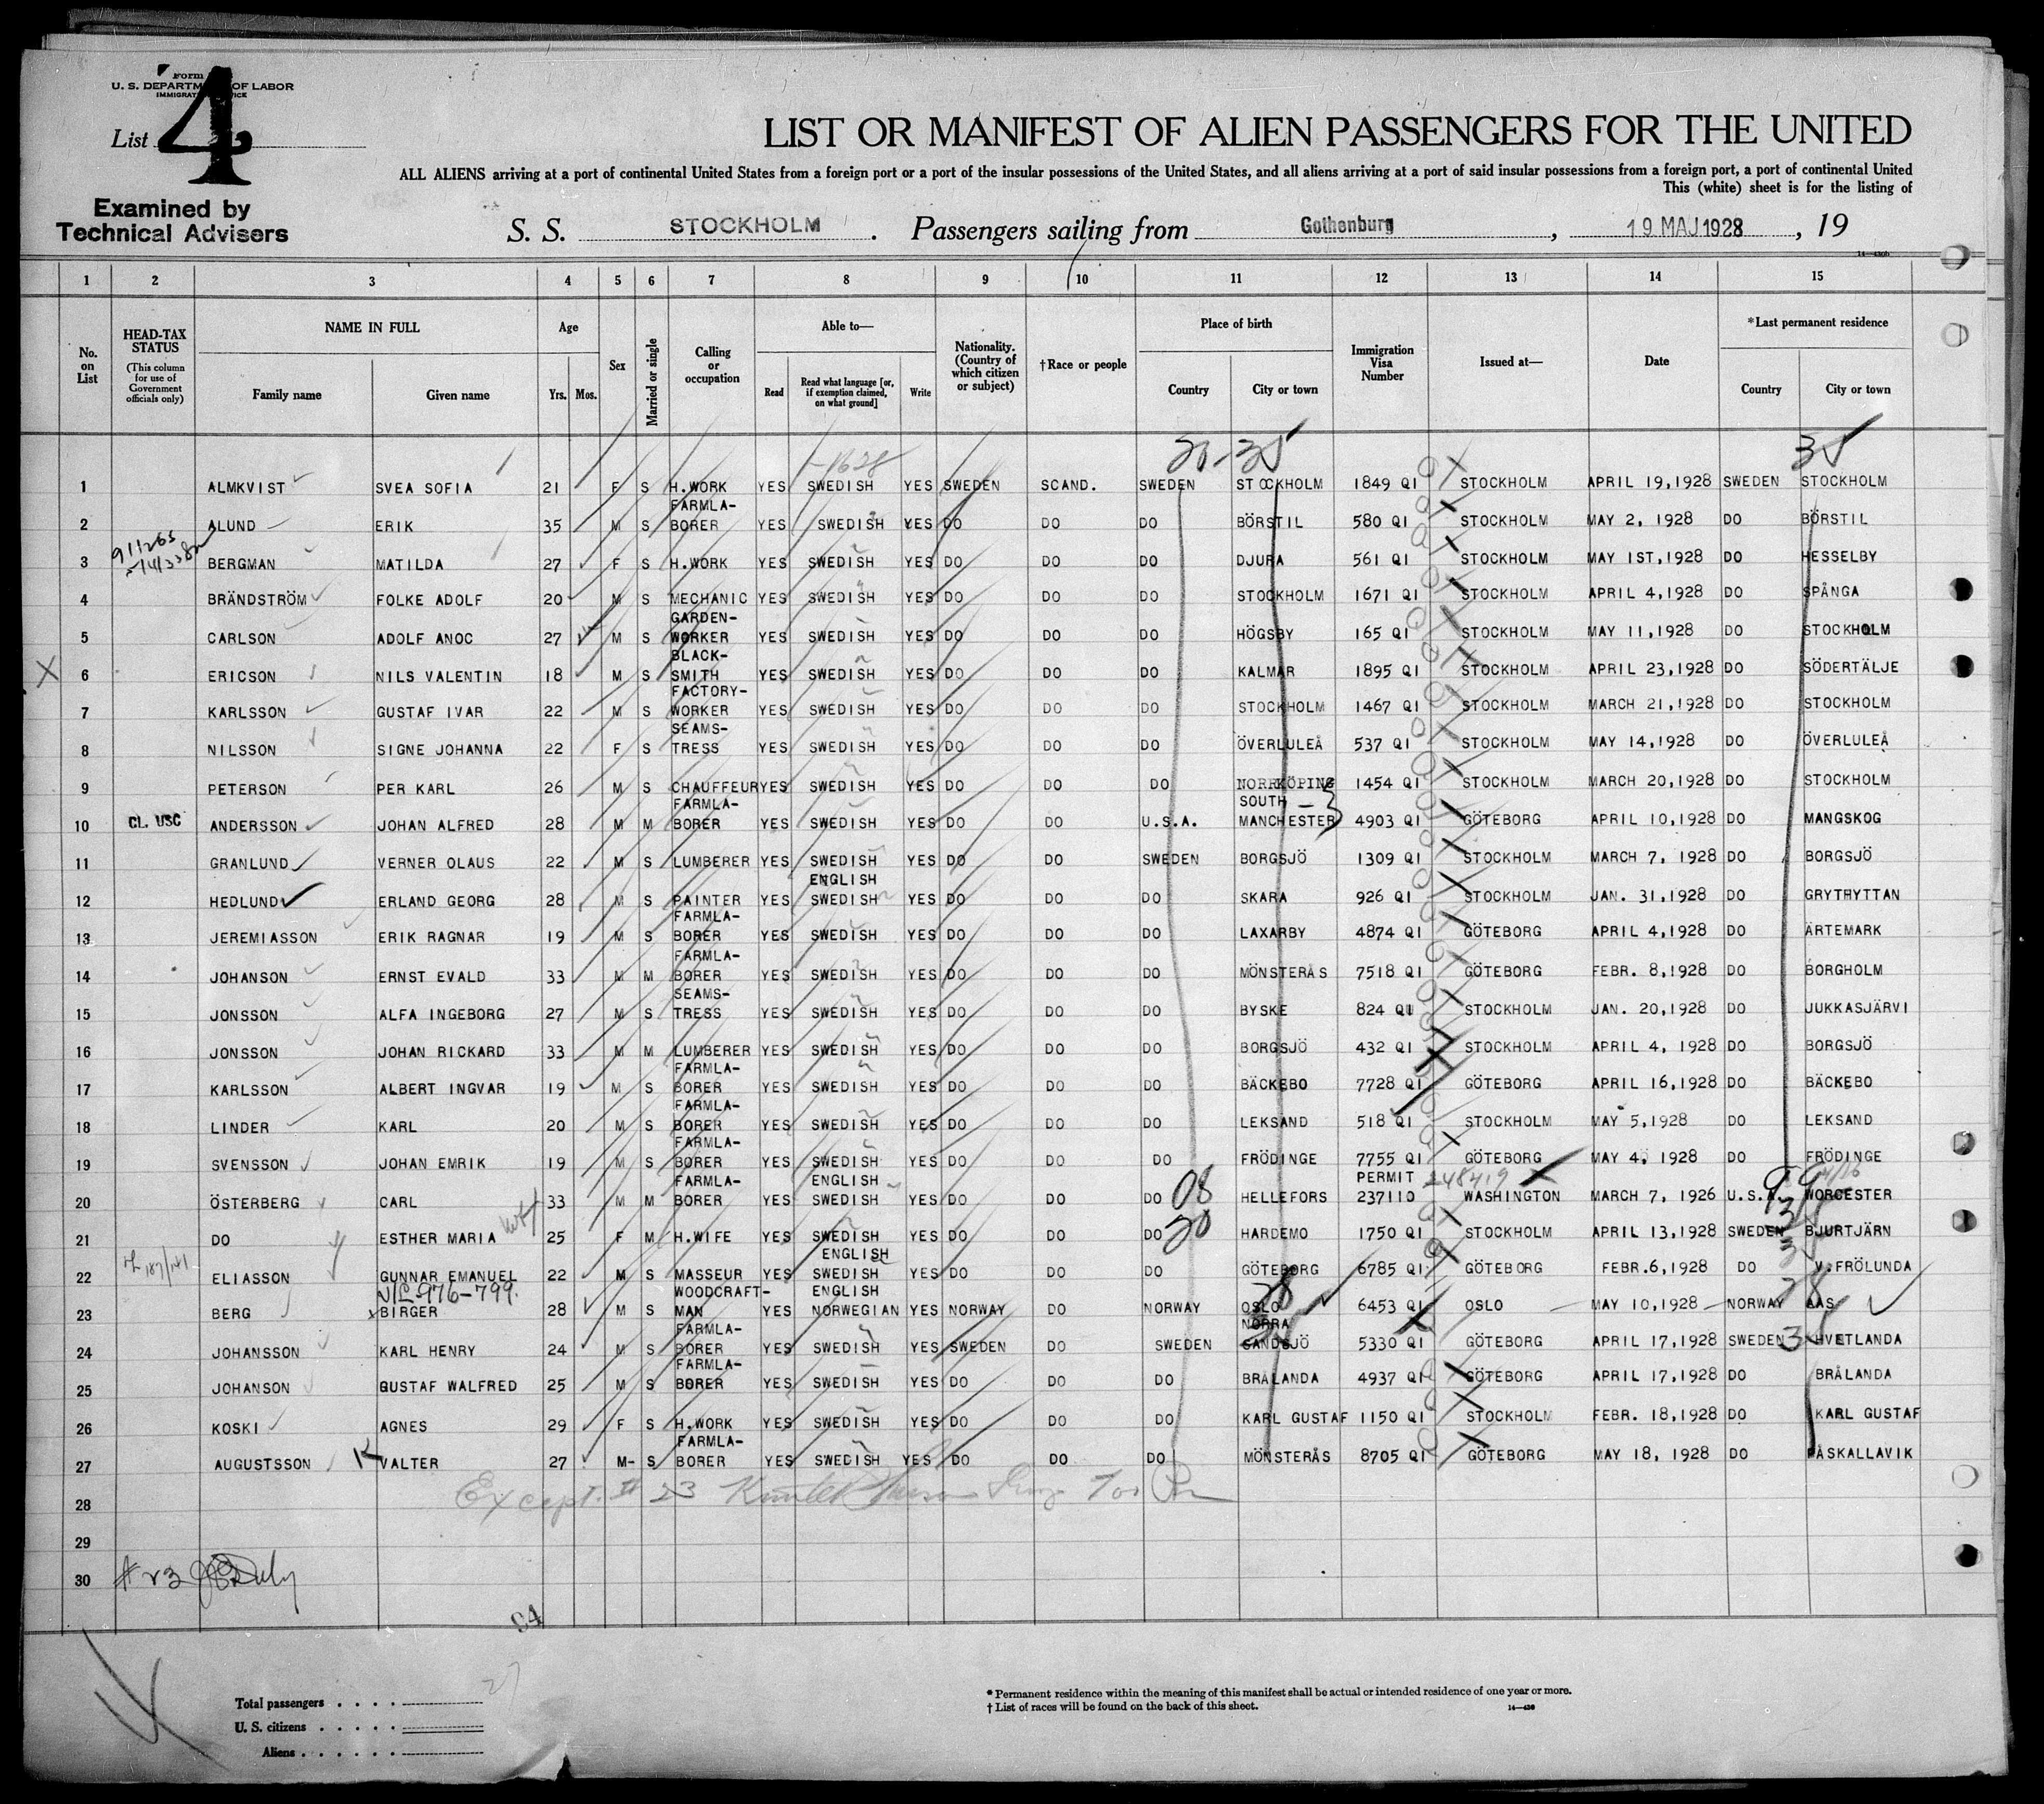 Form
U. S. DEPARTMENT OF LABOR
IMMIGRATION SERVICE
List 4
LIST OR MANIFEST OF ALIEN PASSENGERS FOR THE UNITED
ALL ALIENS arriving at a port of continental United States from a foreign port or a port of the insular possessions of the United States, and all aliens arriving at a port of said insular possessions from a foreign port, a port of continental United
This (white) sheet is for the listing of
Examined by
Technical Advisers
S. S. STOCKHOLM. Passengers sailing from Gothenburg, 19 MAJ 1928, 19
1 2 3 4 5 6 7 8 9 10 11 12 13 14 15
No. on List
HEAD-TAX STATUS (This column for use of Government officials only)
NAME IN FULL Family name Given name
Age Yrs. Mos.
Sex
Married or single
Calling or occupation
Able to— Read Read what language [or, if exemption claimed, on what ground] Write
Nationality. (Country of which citizen or subject)
†Race or people
Place of birth Country City or town
Immigration Visa Number
Issued at—
Date
*Last permanent residence Country City or town
20-35 35
1 ALMKVIST SVEA SOFIA 21 F S H.WORK YES SWEDISH YES SWEDEN SCAND. SWEDEN STOCKHOLM 1849 QI STOCKHOLM APRIL 19,1928 SWEDEN STOCKHOLM
2 ALUND ERIK 35 M S FARMLA-BORER YES SWEDISH YES DO DO DO BÖRSTIL 580 QI STOCKHOLM MAY 2, 1928 DO BÖRSTIL
3 BERGMAN MATILDA 27 F S H.WORK YES SWEDISH YES DO DO DO DJURA 561 QI STOCKHOLM MAY 1ST,1928 DO HESSELBY
4 BRÄNDSTRÖM FOLKE ADOLF 20 M S MECHANIC YES SWEDISH YES DO DO DO STOCKHOLM 1671 QI STOCKHOLM APRIL 4,1928 DO SPÅNGA
5 CARLSON ADOLF ANOC 27 M S GARDEN-WORKER YES SWEDISH YES DO DO DO HÖGSBY 165 QI STOCKHOLM MAY 11,1928 DO STOCKHOLM
X 6 ERICSON NILS VALENTIN 18 M S BLACK-SMITH YES SWEDISH YES DO DO DO KALMAR 1895 QI STOCKHOLM APRIL 23,1928 DO SÖDERTÄLJE
7 KARLSSON GUSTAF IVAR 22 M S FACTORY-WORKER YES SWEDISH YES DO DO DO STOCKHOLM 1467 QI STOCKHOLM MARCH 21,1928 DO STOCKHOLM
8 NILSSON SIGNE JOHANNA 22 F S SEAMS-TRESS YES SWEDISH YES DO DO DO ÖVERLULEÅ 537 QI STOCKHOLM MAY 14,1928 DO ÖVERLULEÅ
9 PETERSON PER KARL 26 M S CHAUFFEUR YES SWEDISH YES DO DO DO NORRKÖPING 1454 QI STOCKHOLM MARCH 20,1928 DO STOCKHOLM
10 CL. USC ANDERSSON JOHAN ALFRED 28 M M FARMLA-BORER YES SWEDISH YES DO DO U.S.A. SOUTH MANCHESTER 4903 QI GÖTEBORG APRIL 10,1928 DO MANGSKOG
11 GRANLUND VERNER OLAUS 22 M S LUMBERER YES SWEDISH YES DO DO SWEDEN BORGSJÖ 1309 QI STOCKHOLM MARCH 7, 1928 DO BORGSJÖ
12 HEDLUND ERLAND GEORG 28 M S PAINTER YES ENGLISH SWEDISH YES DO DO DO SKARA 926 QI STOCKHOLM JAN. 31,1928 DO GRYTHYTTAN
13 JEREMIASSON ERIK RAGNAR 19 M S FARMLA-BORER YES SWEDISH YES DO DO DO LAXARBY 4874 QI GÖTEBORG APRIL 4,1928 DO ÄRTEMARK
14 JOHANSON ERNST EVALD 33 M M FARMLA-BORER YES SWEDISH YES DO DO DO MÖNSTERÅS 7518 QI GÖTEBORG FEBR. 8,1928 DO BORGHOLM
15 JONSSON ALFA INGEBORG 27 M S SEAMS-TRESS YES SWEDISH YES DO DO DO BYSKE 824 QI STOCKHOLM JAN. 20,1928 DO JUKKASJÄRVI
16 JONSSON JOHAN RICKARD 33 M M LUMBERER YES SWEDISH YES DO DO DO BORGSJÖ 432 QI STOCKHOLM APRIL 4, 1928 DO BORGSJÖ
17 KARLSSON ALBERT INGVAR 19 M S FARMLA-BORER YES SWEDISH YES DO DO DO BÄCKEBO 7728 QI GÖTEBORG APRIL 16,1928 DO BÄCKEBO
18 LINDER KARL 20 M S FARMLA-BORER YES SWEDISH YES DO DO DO LEKSAND 518 QI STOCKHOLM MAY 5,1928 DO LEKSAND
19 SVENSSON JOHAN EMRIK 19 M S FARMLA-BORER YES SWEDISH YES DO DO DO FRÖDINGE 7755 QI GÖTEBORG MAY 4, 1928 DO FRÖDINGE
20 ÖSTERBERG CARL 33 M M FARMLA-BORER YES ENGLISH SWEDISH YES DO DO DO 08 HELLEFORS PERMIT 237110 248419 WASHINGTON MARCH 7, 1926 U.S.A. 99 WORCESTER
21 DO ESTHER MARIA 25 F M H.WIFE YES SWEDISH YES DO DO DO 20 HARDEMO 1750 QI STOCKHOLM APRIL 13,1928 SWEDEN BJURTJÄRN
22 ELIASSON GUNNAR EMANUEL 22 M S MASSEUR YES ENGLISH SWEDISH YES DO DO DO GÖTEBORG 6785 QI GÖTEBORG FEBR.6,1928 DO V.FRÖLUNDA
23 BERG x BIRGER 28 M S WOODCRAFT-MAN YES ENGLISH NORWEGIAN YES NORWAY DO NORWAY OSLO 6453 QI OSLO MAY 10,1928 NORWAY AAS
24 JOHANSSON KARL HENRY 24 M S FARMLA-BORER YES SWEDISH YES SWEDEN DO SWEDEN NORRA SANDSJÖ 5330 QI GÖTEBORG APRIL 17,1928 SWEDEN HVETLANDA
25 JOHANSON GUSTAF WALFRED 25 M S FARMLA-BORER YES SWEDISH YES DO DO DO BRÅLANDA 4937 QI GÖTEBORG APRIL 17,1928 DO BRÅLANDA
26 KOSKI AGNES 29 F S H.WORK YES SWEDISH YES DO DO DO KARL GUSTAF 1150 QI STOCKHOLM FEBR. 18,1928 DO KARL GUSTAF
27 AUGUSTSSON K VALTER 27 M- S FARMLA-BORER YES SWEDISH YES DO DO DO MÖNSTERÅS 8705 QI GÖTEBORG MAY 18, 1928 DO PÅSKALLAVIK
28 Except. # 23
29
30 # 23
Total passengers 27
U. S. citizens
Aliens
* Permanent residence within the meaning of this manifest shall be actual or intended residence of one year or more.
† List of races will be found on the back of this sheet.
14—430